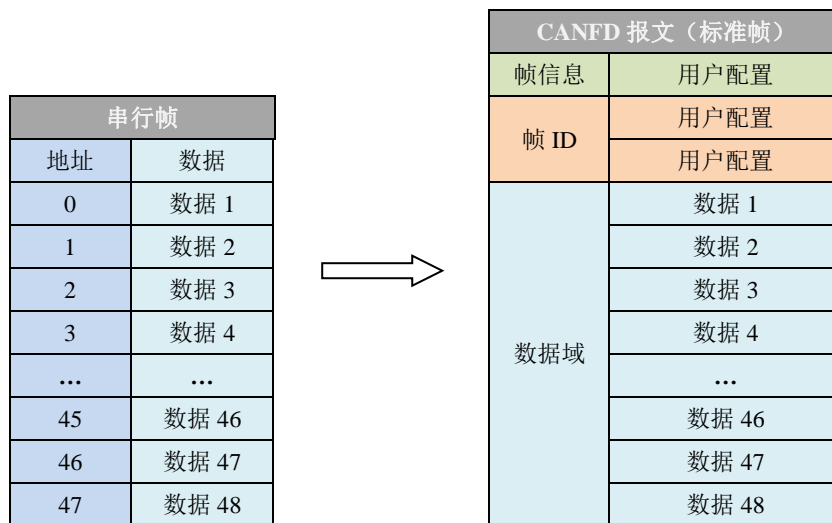 串行帧
地址 数据
0 数据 1
1 数据 2
2 数据 3
3 数据 4
... ...
45 数据 46
46 数据 47
47 数据 48
CANFD 报文（标准帧）
帧信息 用户配置
帧 ID 用户配置
用户配置
数据域 数据 1
数据 2
数据 3
数据 4
...
数据 46
数据 47
数据 48